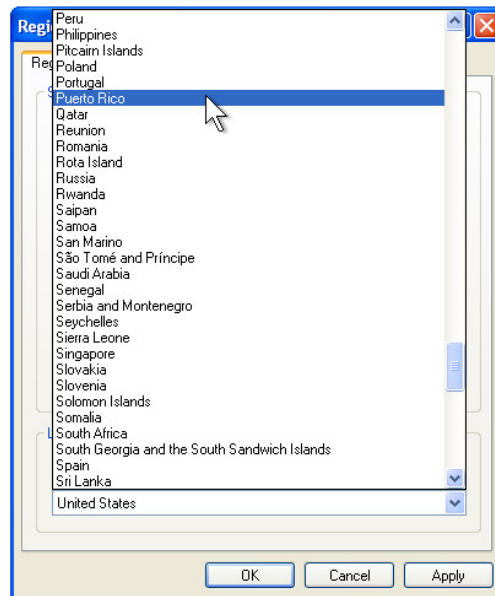 Regi
Peru
Philippines
Pitcairn Islands
Reg
Poland
Portugal
S
Puerto Rico
Qatar
Reunion
Romania
Rota Island
Russia
Rwanda
Saipan
Samoa
San Marino
São Tomé and Príncipe
Saudi Arabia
Senegal
Serbia and Montenegro
Seychelles
Sierra Leone
Singapore
Slovakia
Slovenia
Solomon Islands
Somalia
L
South Africa
South Georgia and the South Sandwich Islands
Spain
Sri Lanka
United States
OK Cancel Apply